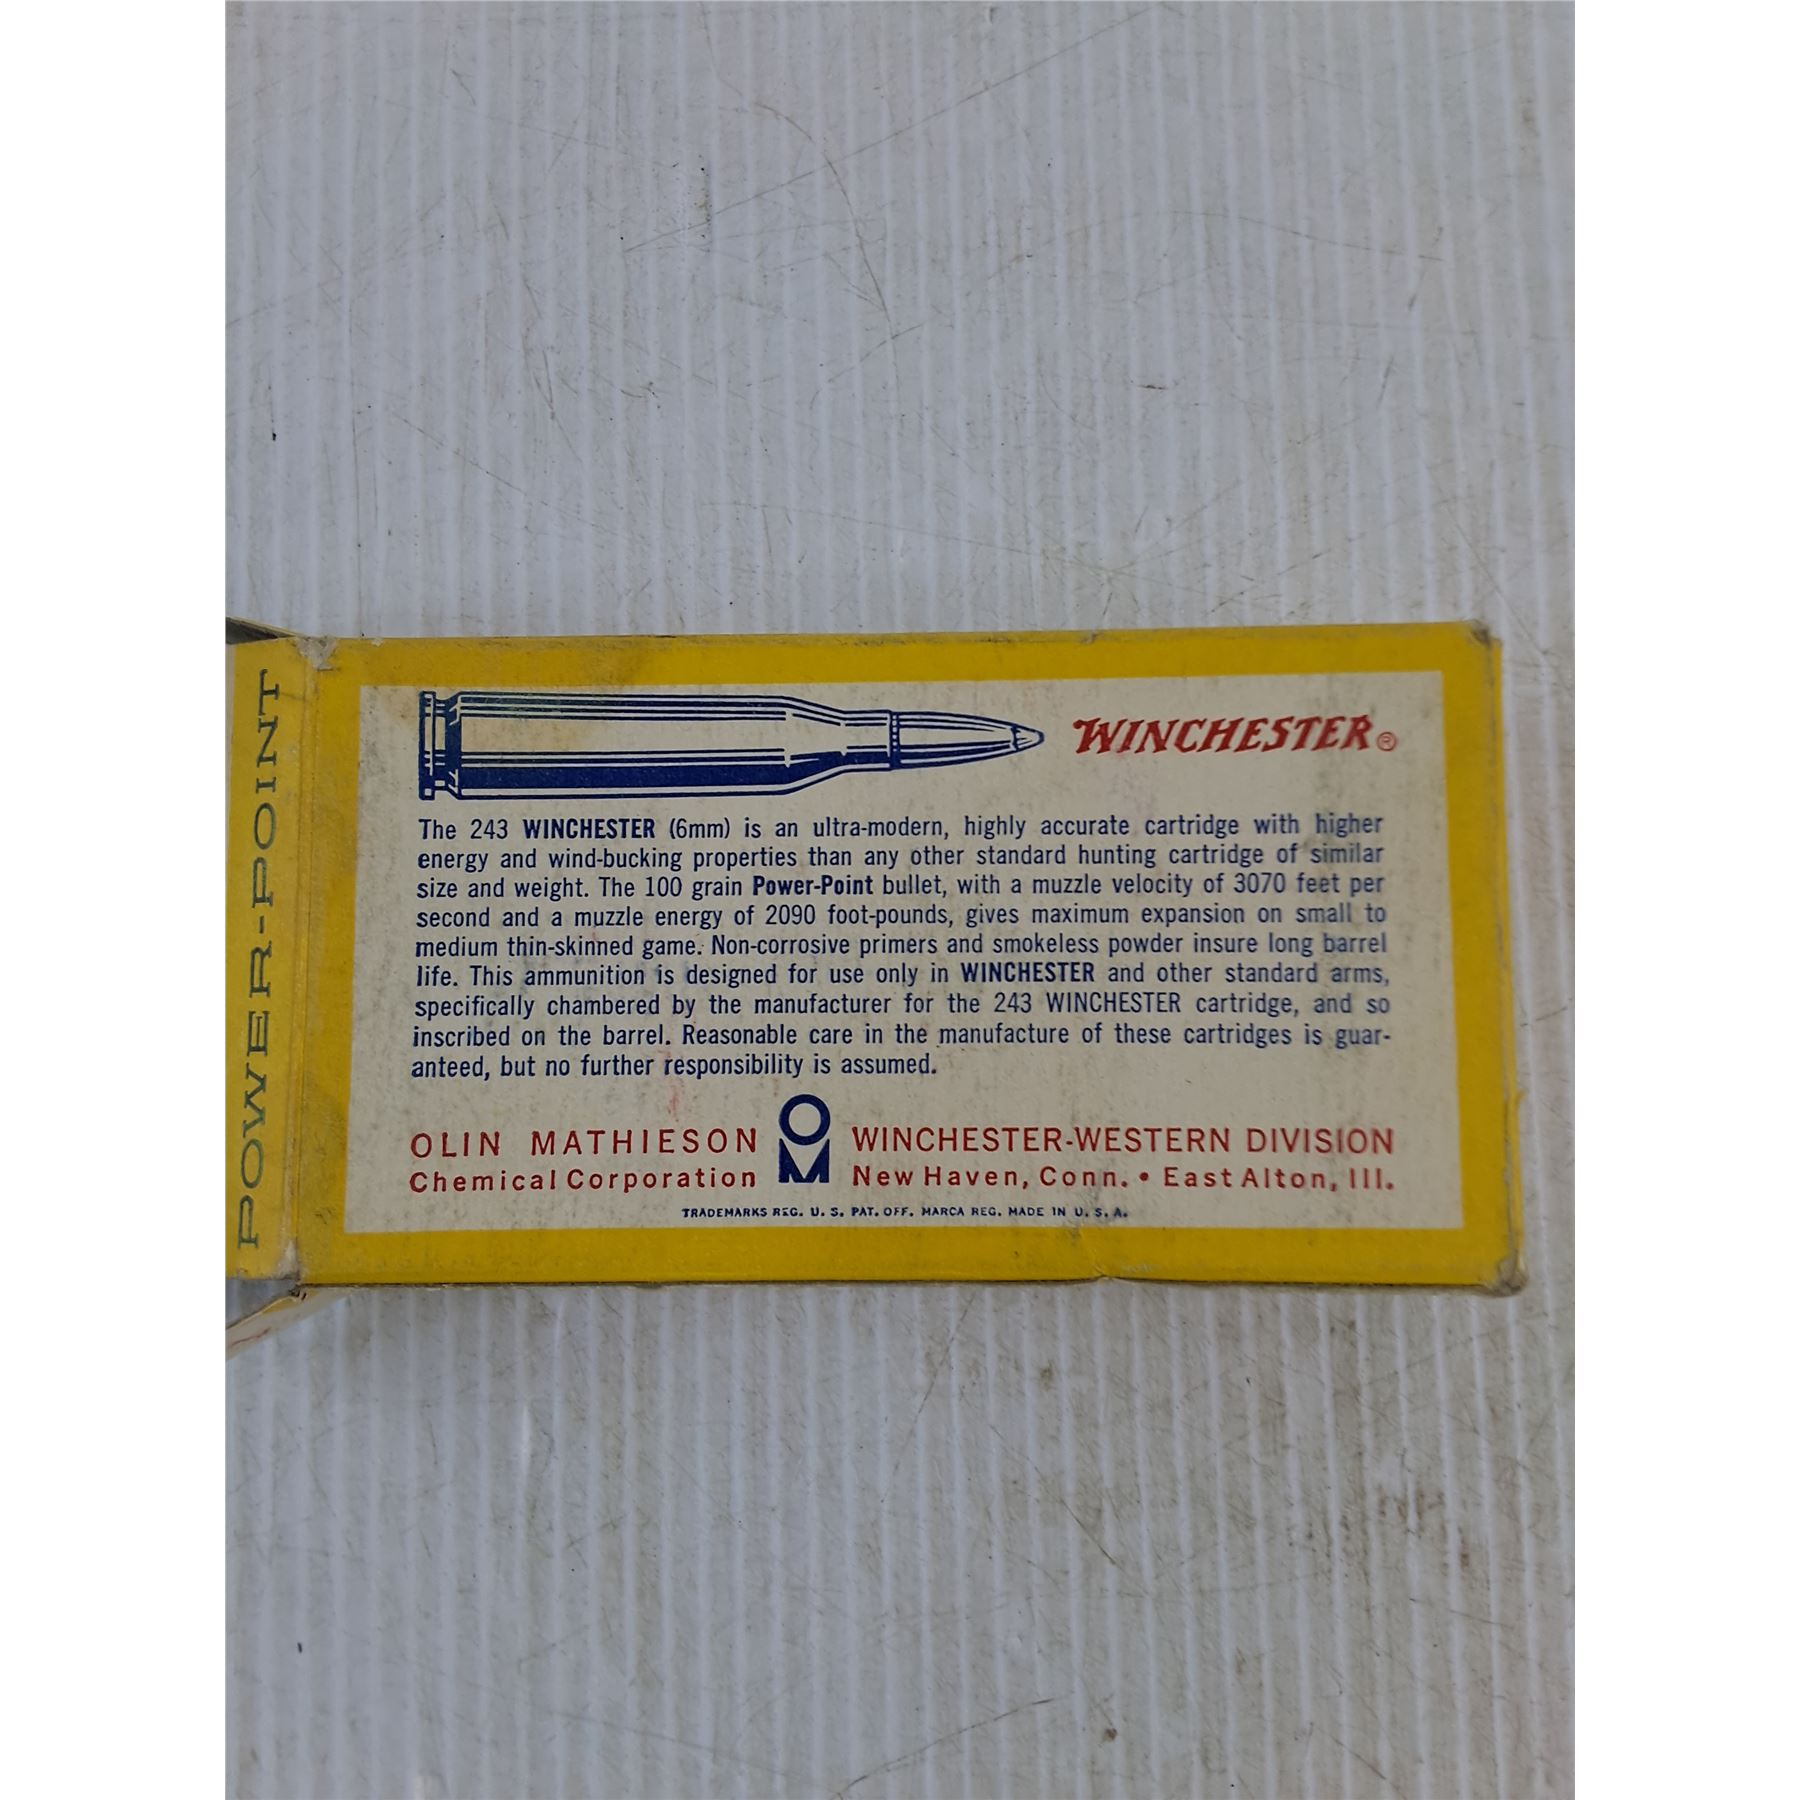 POWER-POINT
WINCHESTER®
The 243 WINCHESTER (6mm) is an ultra-modern, highly accurate cartridge with higher
energy and wind-bucking properties than any other standard hunting cartridge of similar
size and weight. The 100 grain Power-Point bullet, with a muzzle velocity of 3070 feet per
second and a muzzle energy of 2090 foot-pounds, gives maximum expansion on small to
medium thin-skinned game. Non-corrosive primers and smokeless powder insure long barrel
life. This ammunition is designed for use only in WINCHESTER and other standard arms,
specifically chambered by the manufacturer for the 243 WINCHESTER cartridge, and so
inscribed on the barrel. Reasonable care in the manufacture of these cartridges is guar-
anteed, but no further responsibility is assumed.
OLIN MATHIESON OM WINCHESTER-WESTERN DIVISION
Chemical Corporation New Haven, Conn. • East Alton, Ill.
TRADEMARKS REG. U. S. PAT. OFF. MARCA REG. MADE IN U. S. A.